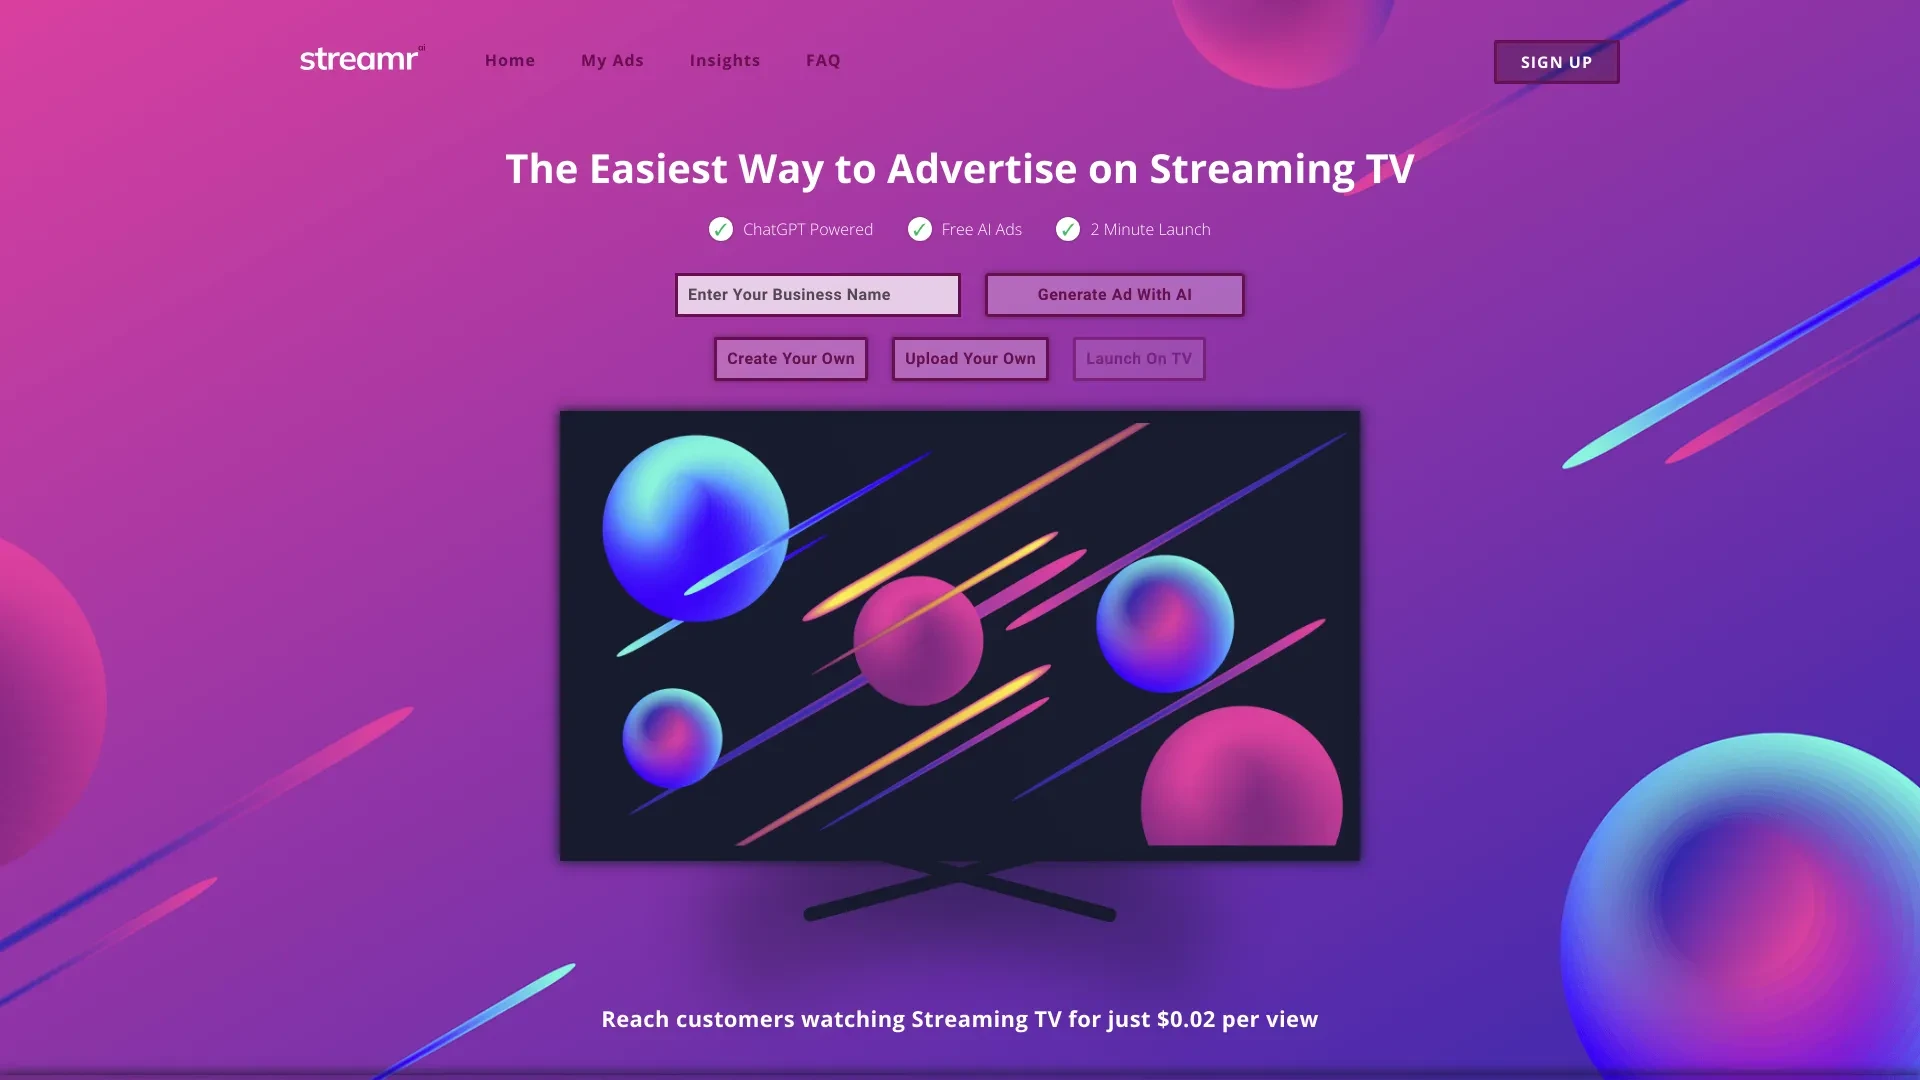 streamr ai
Home My Ads Insights FAQ
SIGN UP
The Easiest Way to Advertise on Streaming TV
✓ ChatGPT Powered ✓ Free AI Ads ✓ 2 Minute Launch
Enter Your Business Name Generate Ad With AI
Create Your Own Upload Your Own Launch On TV
Reach customers watching Streaming TV for just $0.02 per view